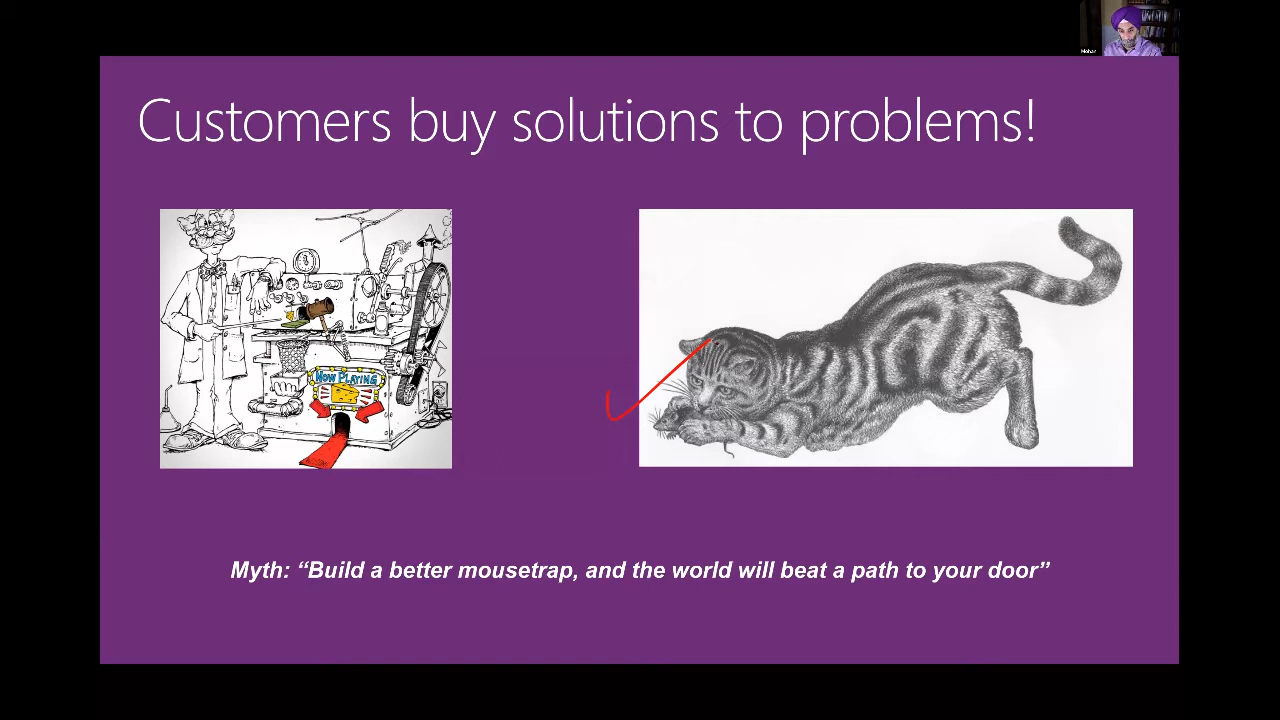 Mohan
Customers buy solutions to problems!
NOW PLAYING
Myth: “Build a better mousetrap, and the world will beat a path to your door”